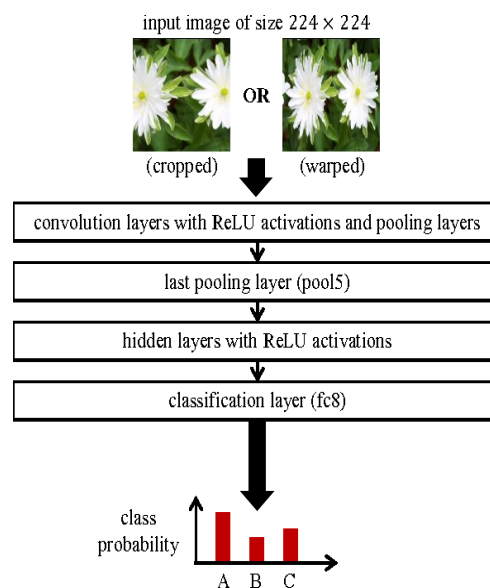 input image of size 224 × 224
OR
(cropped) (warped)
convolution layers with ReLU activations and pooling layers
last pooling layer (pool5)
hidden layers with ReLU activations
classification layer (fc8)
class
probability
A B C